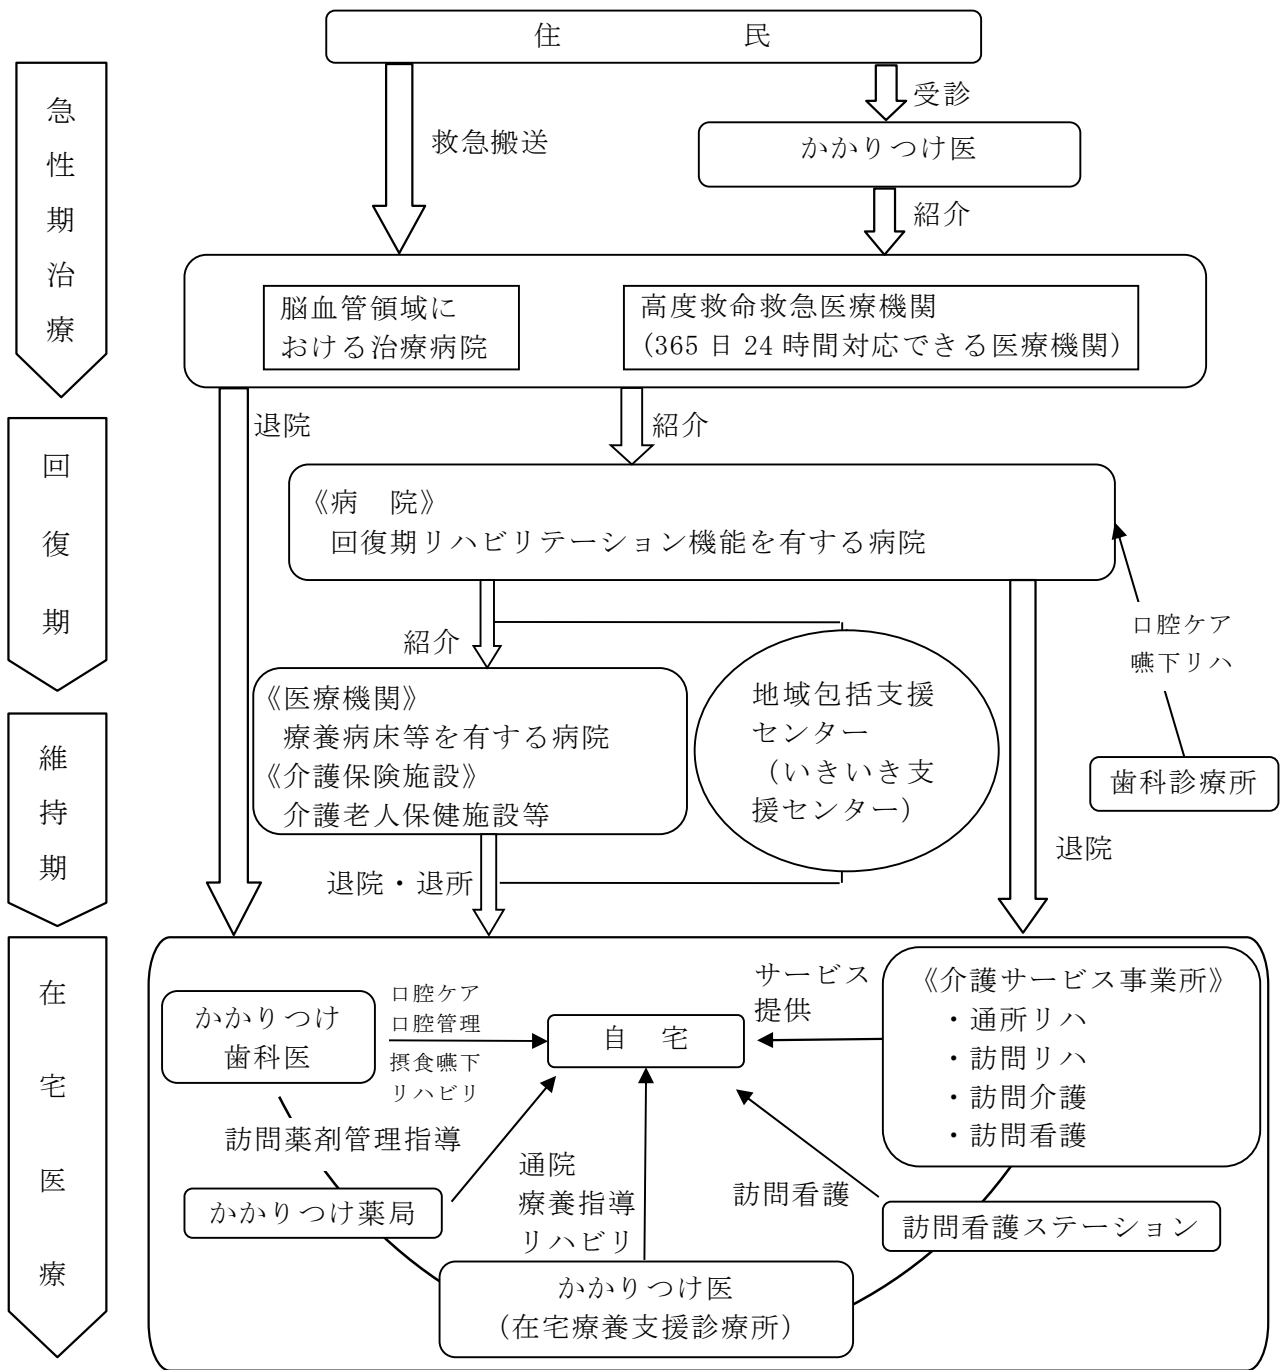 住　　　　　民
急性期治療
救急搬送
受診
かかりつけ医
紹介
脳血管領域に
おける治療病院
高度救命救急医療機関
(365 日 24 時間対応できる医療機関)
回復期
退院
紹介
《病　院》
回復期リハビリテーション機能を有する病院
口腔ケア
嚥下リハ
歯科診療所
維持期
紹介
《医療機関》
療養病床等を有する病院
《介護保険施設》
介護老人保健施設等
地域包括支援
センター
（いきいき支
援センター）
退院・退所
退院
在宅医療
かかりつけ
歯科医
口腔ケア
口腔管理
摂食嚥下
リハビリ
自　宅
サービス
提供
《介護サービス事業所》
・通所リハ
・訪問リハ
・訪問介護
・訪問看護
訪問薬剤管理指導
かかりつけ薬局
通院
療養指導
リハビリ
訪問看護
訪問看護ステーション
かかりつけ医
（在宅療養支援診療所）